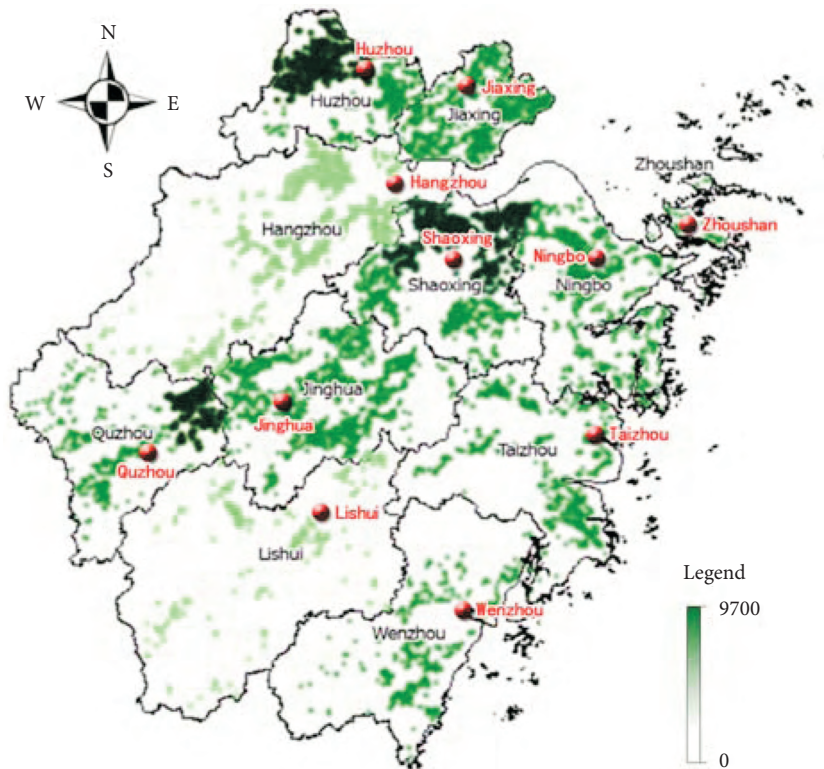 N
W
E
S
Huzhou
Huzhou
Jiaxing
Jiaxing
Zhoushan
Hangzhou
Zhoushan
Hangzhou
Shaoxing
Ningbo
Shaoxing
Ningbo
Jinghua
Jinghua
Quzhou
Quzhou
Taizhou
Taizhou
Lishui
Lishui
Wenzhou
Wenzhou
Legend
9700
0